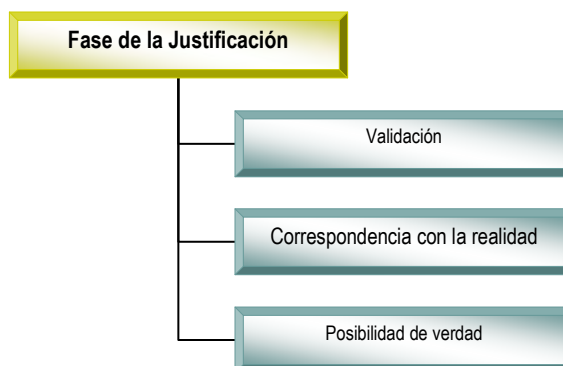 Fase de la Justificación
Validación
Correspondencia con la realidad
Posibilidad de verdad